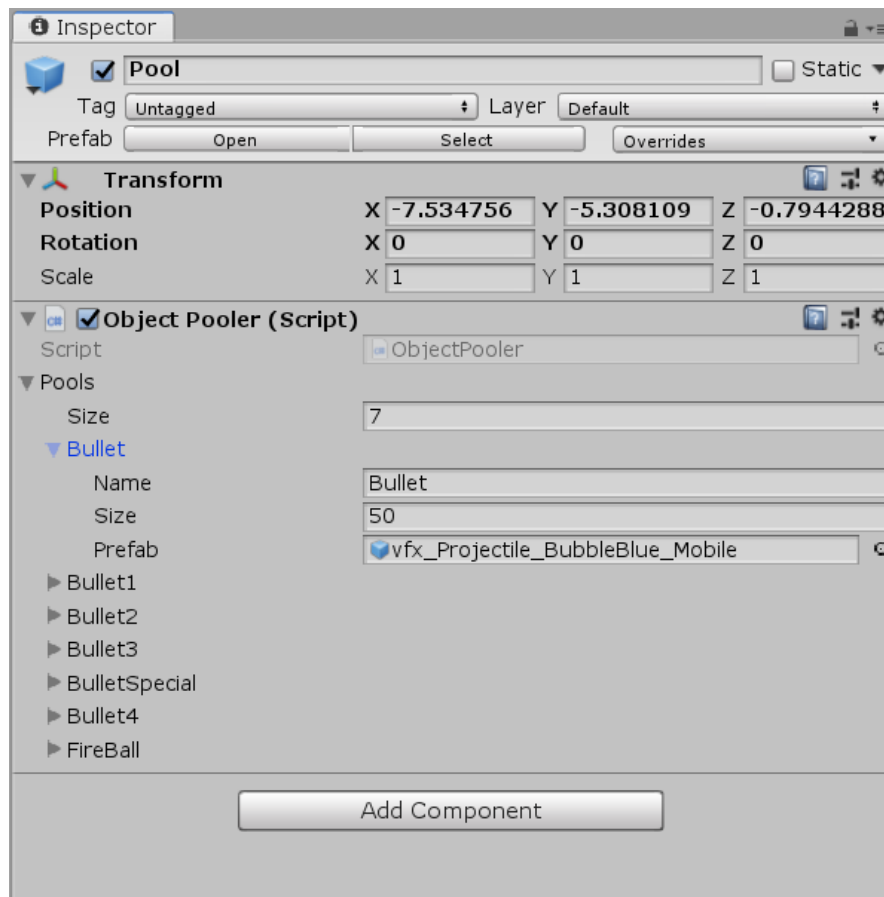 Inspector
Pool Static
Tag Untagged Layer Default
Prefab Open Select Overrides
Transform
Position X -7.534756 Y -5.308109 Z -0.7944288
Rotation X 0 Y 0 Z 0
Scale X 1 Y 1 Z 1
Object Pooler (Script)
Script ObjectPooler
Pools
Size 7
Bullet
Name Bullet
Size 50
Prefab vfx_Projectile_BubbleBlue_Mobile
Bullet1
Bullet2
Bullet3
BulletSpecial
Bullet4
FireBall
Add Component